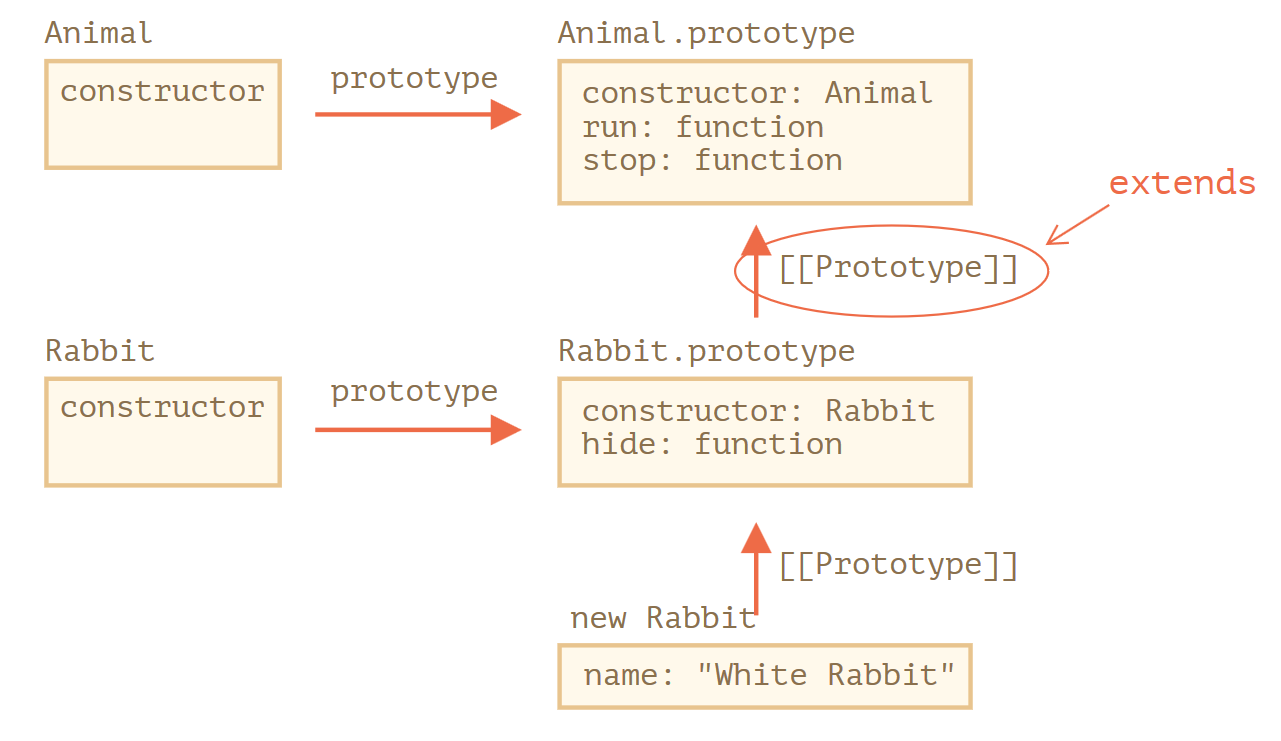 Animal
Animal.prototype
constructor
prototype
constructor: Animal
run: function
stop: function
extends
[[Prototype]]
Rabbit
Rabbit.prototype
constructor
prototype
constructor: Rabbit
hide: function
[[Prototype]]
new Rabbit
name: "White Rabbit"